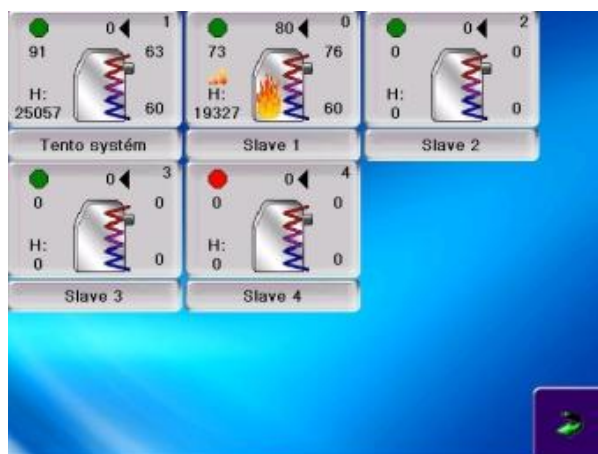 0 1
91 63
H:
25057 60
Tento systém
80 0
73 76
H:
19327 60
Slave 1
0 2
0 0
H:
0 0
Slave 2
0 3
0 0
H:
0 0
Slave 3
0 4
0 0
H:
0 0
Slave 4